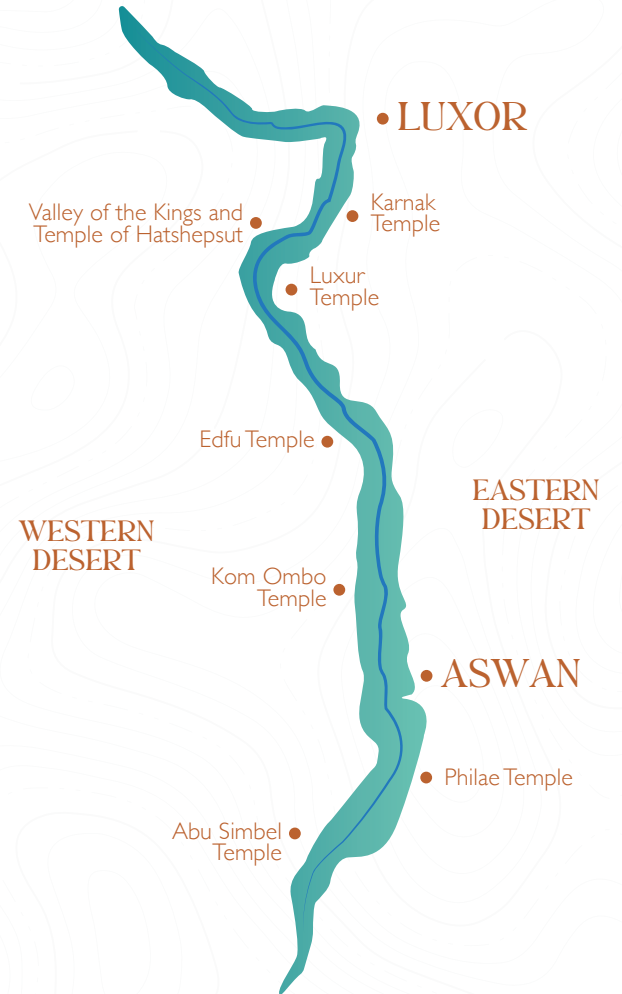 LUXOR
Valley of the Kings and
Temple of Hatshepsut
Karnak
Temple
Luxur
Temple
Edfu Temple
EASTERN
DESERT
WESTERN
DESERT
Kom Ombo
Temple
ASWAN
Philae Temple
Abu Simbel
Temple